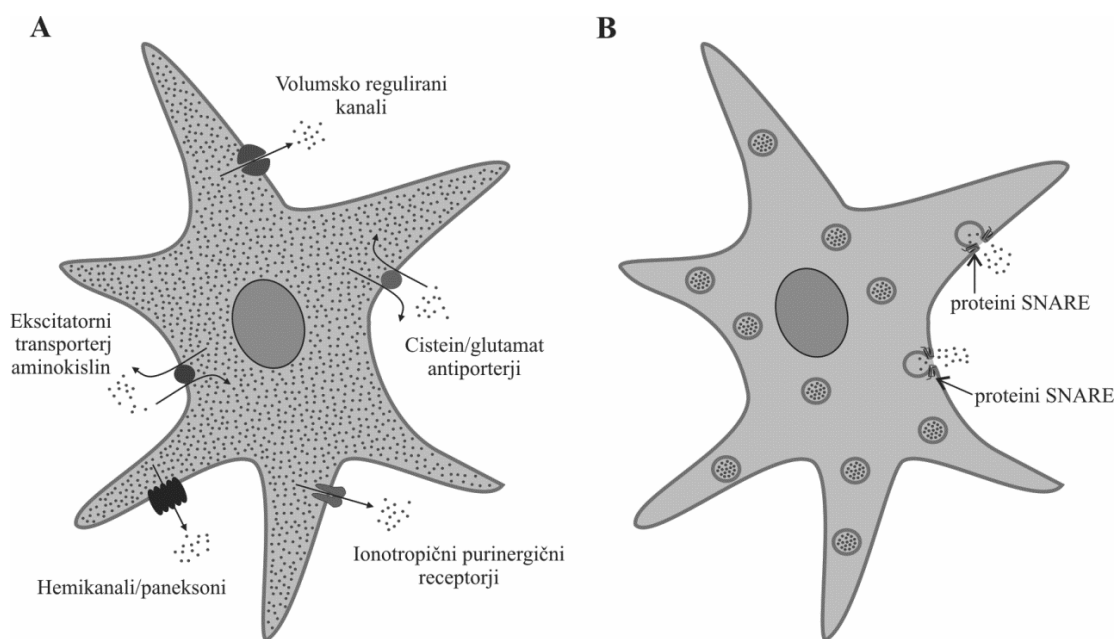 A
Volumsko regulirani
kanali
Ekscitatorni
transporterj
aminokislin
Cistein/glutamat
antiporterji
Hemikanali/paneksoni
Ionotropični purinergični
receptorji
B
proteini SNARE
proteini SNARE